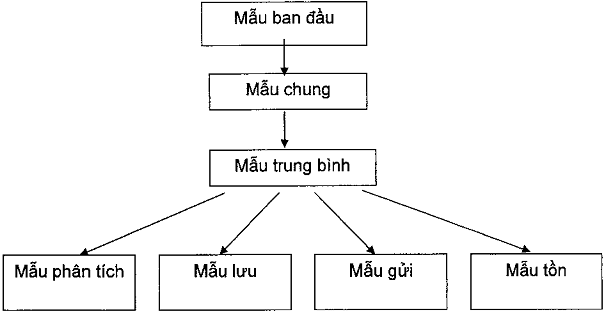 Mẫu ban đầu
Mẫu chung
Mẫu trung bình
Mẫu phân tích
Mẫu lưu
Mẫu gửi
Mẫu tồn